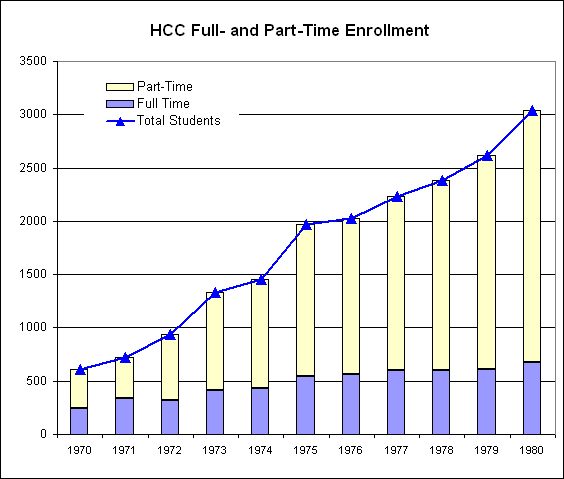 HCC Full- and Part-Time Enrollment
3500
3000
2500
2000
1500
1000
500
0
Part-Time
Full Time
Total Students
1970 1971 1972 1973 1974 1975 1976 1977 1978 1979 1980